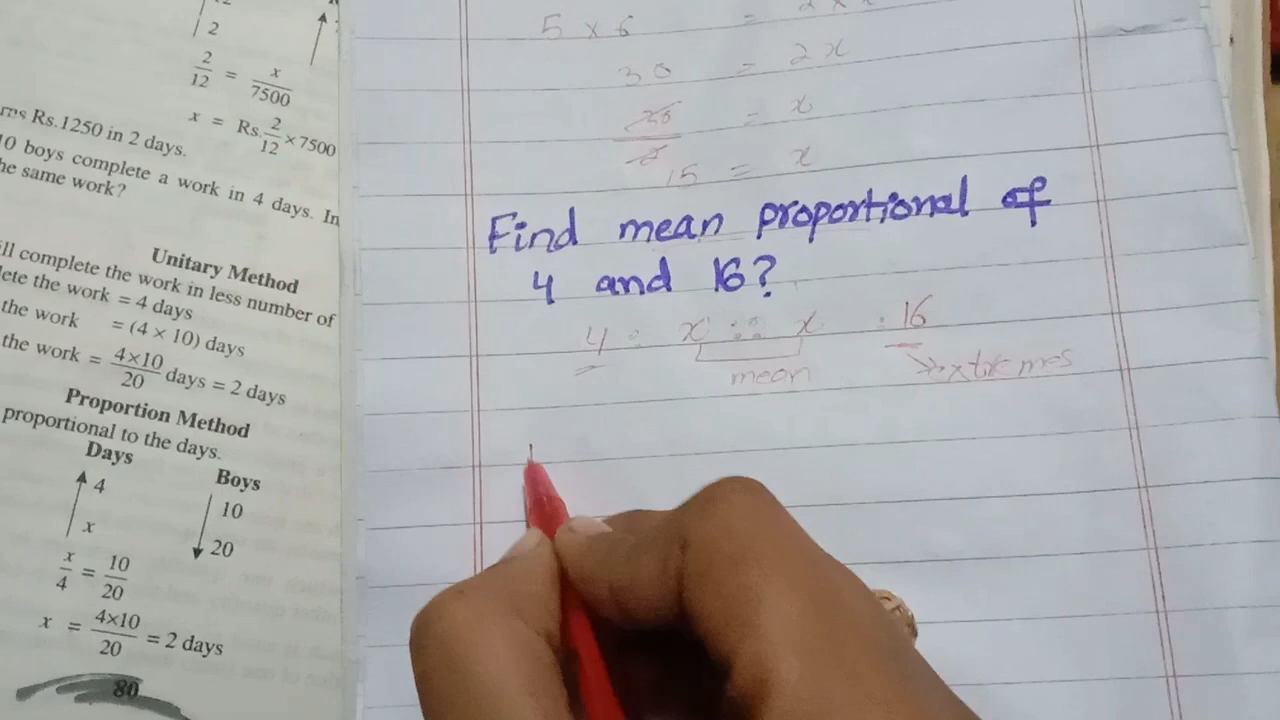 2
2/12 = x/7500
x = Rs. 2/12 × 7500
Rs.1250 in 2 days.
10 boys complete a work in 4 days. In
same work?
Unitary Method
ill complete the work in less number of
the work = 4 days
the work = (4 × 10) days
the work = 4×10/20 days = 2 days
Proportion Method
proportional to the days.
Days Boys
4 10
x 20
x/4 = 10/20
x = 4×10/20 = 2 days
80
5 × 6 =
30 = 2x
= x
15 = x
Find mean proportional of
4 and 16?
4 : x :: x : 16
mean extremes